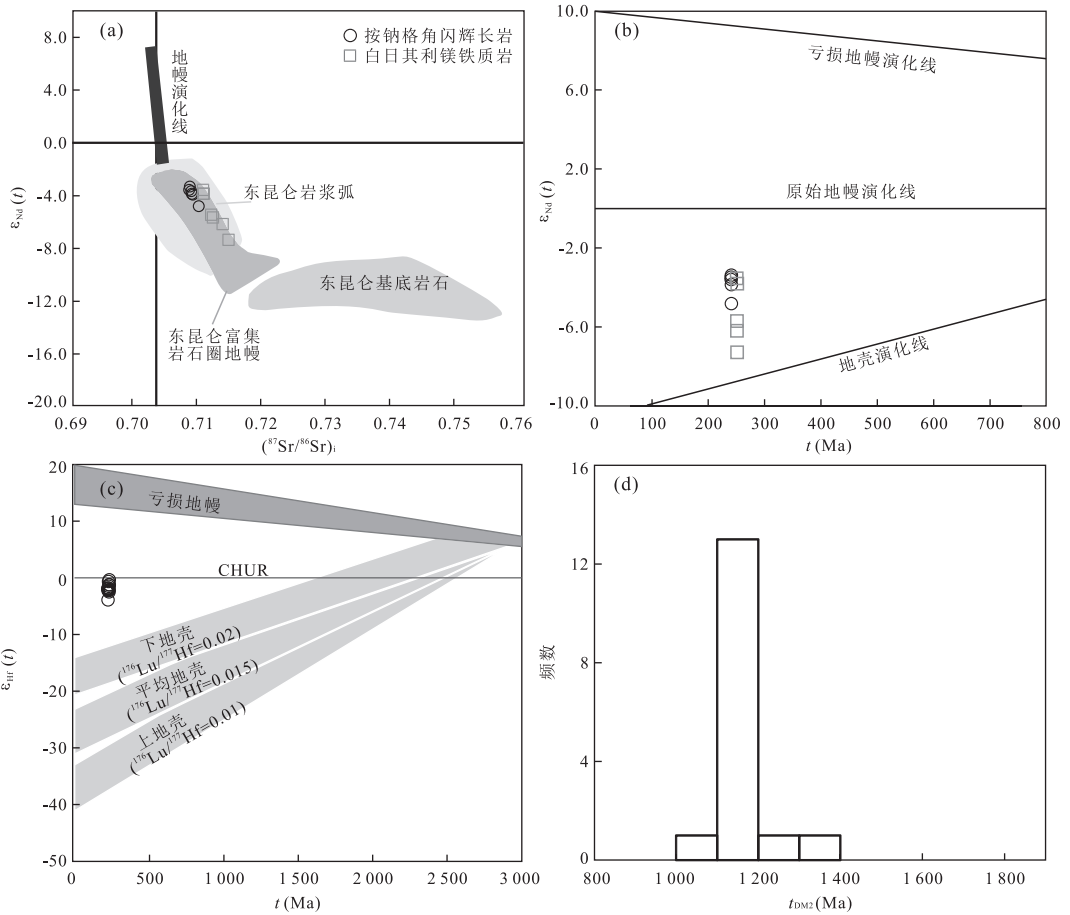 (a)
按钠格角闪辉长岩
白日其利镁铁质岩
地幔演化线
东昆仑岩浆弧
东昆仑基底岩石
东昆仑富集
岩石圈地幔
8.0
4.0
0.0
-4.0
-8.0
-12.0
-16.0
-20.0
εNd(t)
0.69 0.70 0.71 0.72 0.73 0.74 0.75 0.76
(⁸⁷Sr/⁸⁶Sr)i
(b)
亏损地幔演化线
原始地幔演化线
地壳演化线
10.0
6.0
2.0
-2.0
-6.0
-10.0
εNd(t)
0 100 200 300 400 500 600 700 800
t(Ma)
(c)
亏损地幔
CHUR
下地壳
(¹⁷⁶Lu/¹⁷⁷Hf=0.02)
平均地壳
(¹⁷⁶Lu/¹⁷⁷Hf=0.015)
上地壳
(¹⁷⁶Lu/¹⁷⁷Hf=0.01)
20
10
0
-10
-20
-30
-40
-50
εHf(t)
0 500 1 000 1 500 2 000 2 500 3 000
t(Ma)
(d)
16
12
8
4
0
频数
800 1 000 1 200 1 400 1 600 1 800
tDM2(Ma)